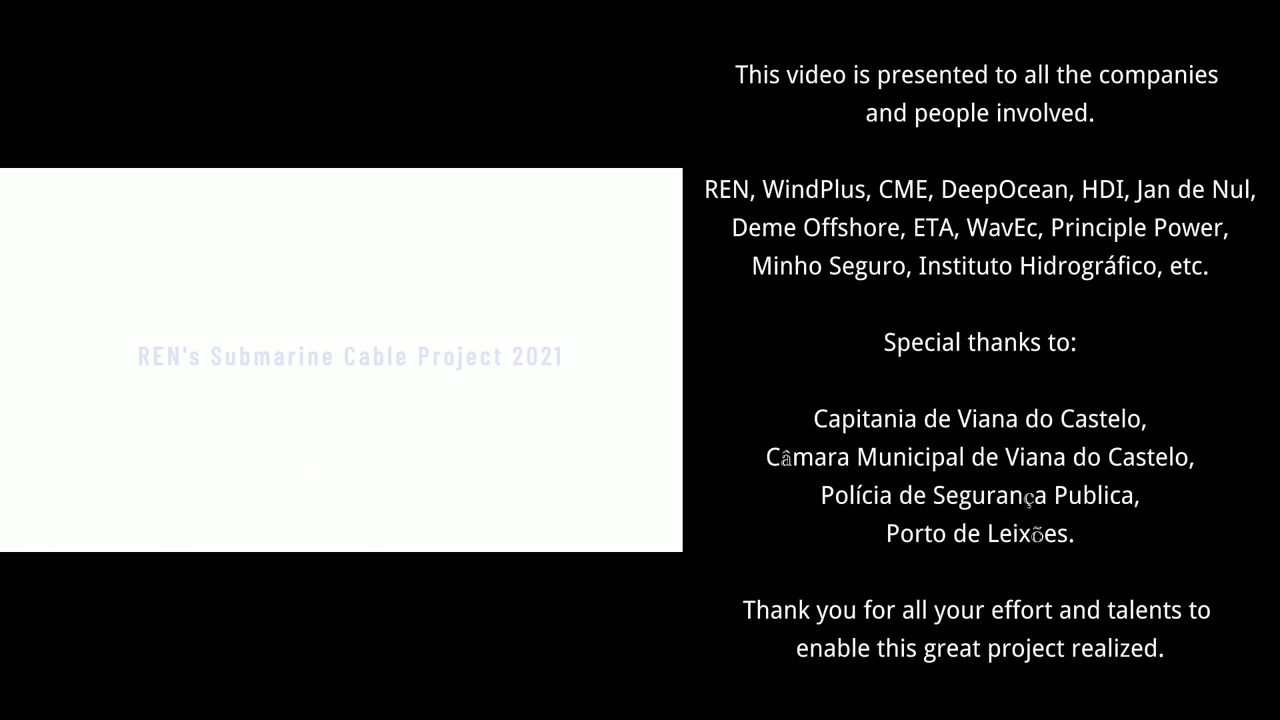 REN's Submarine Cable Project 2021
This video is presented to all the companies
and people involved.
REN, WindPlus, CME, DeepOcean, HDI, Jan de Nul,
Deme Offshore, ETA, WavEc, Principle Power,
Minho Seguro, Instituto Hidrográfico, etc.
Special thanks to:
Capitania de Viana do Castelo,
Câmara Municipal de Viana do Castelo,
Polícia de Segurança Publica,
Porto de Leixões.
Thank you for all your effort and talents to
enable this great project realized.